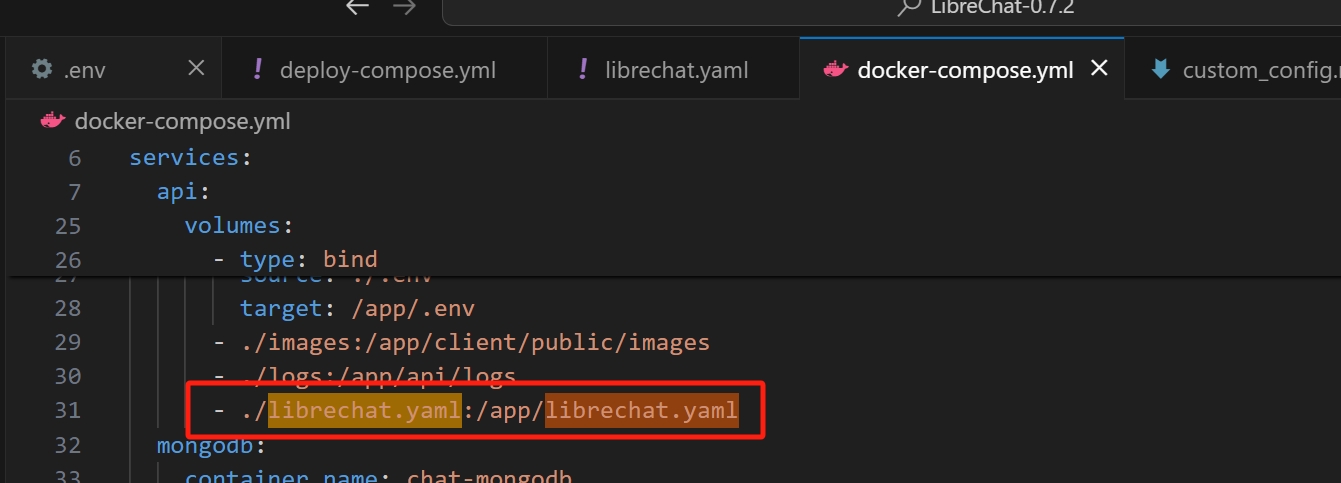 LibreChat-0.7.2
.env
deploy-compose.yml
librechat.yaml
docker-compose.yml
custom_config.
docker-compose.yml
6 services:
7 api:
25 volumes:
26 - type: bind
27 source: ./.env
28 target: /app/.env
29 - ./images:/app/client/public/images
30 - ./logs:/app/api/logs
31 - ./librechat.yaml:/app/librechat.yaml
32 mongodb:
33 container_name: chat-mongodb